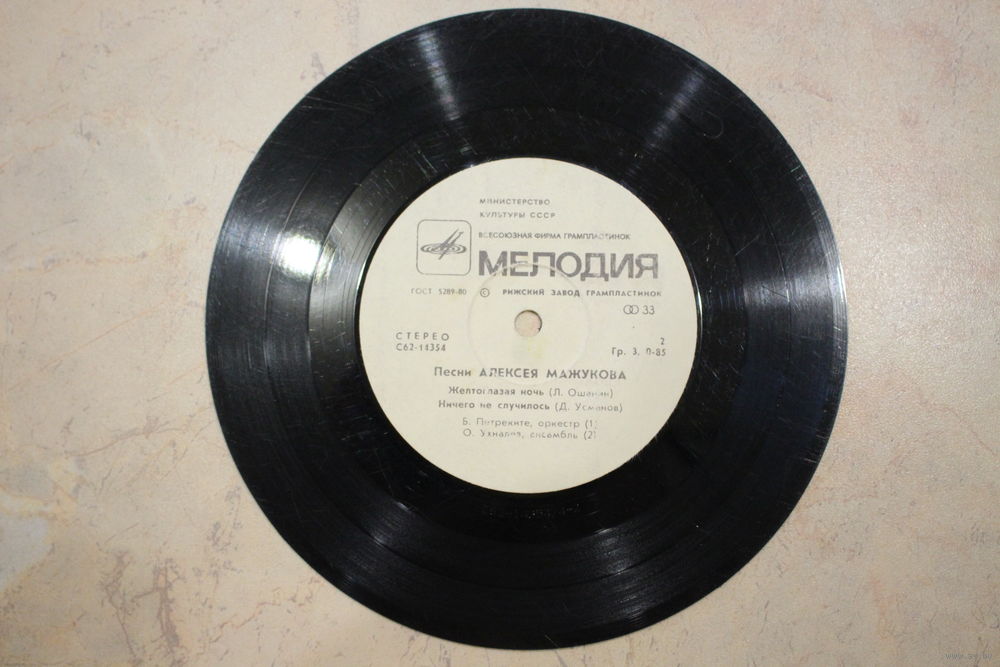 МИНИСТЕРСТВО
КУЛЬТУРЫ СССР
ВСЕСОЮЗНАЯ ФИРМА ГРАМПЛАСТИНОК
МЕЛОДИЯ
ГОСТ 5289-80 © РИЖСКИЙ ЗАВОД ГРАМПЛАСТИНОК
33
СТЕРЕО
С62-14354
2
Гр. 3. 0-85
Песни АЛЕКСЕЯ МАЖУКОВА
Желтоглазая ночь (Л. Ошанин)
Ничего не случилось (Д. Усманов)
Б. Петреките, оркестр (1)
О. Ухналев, ансамбль (2)